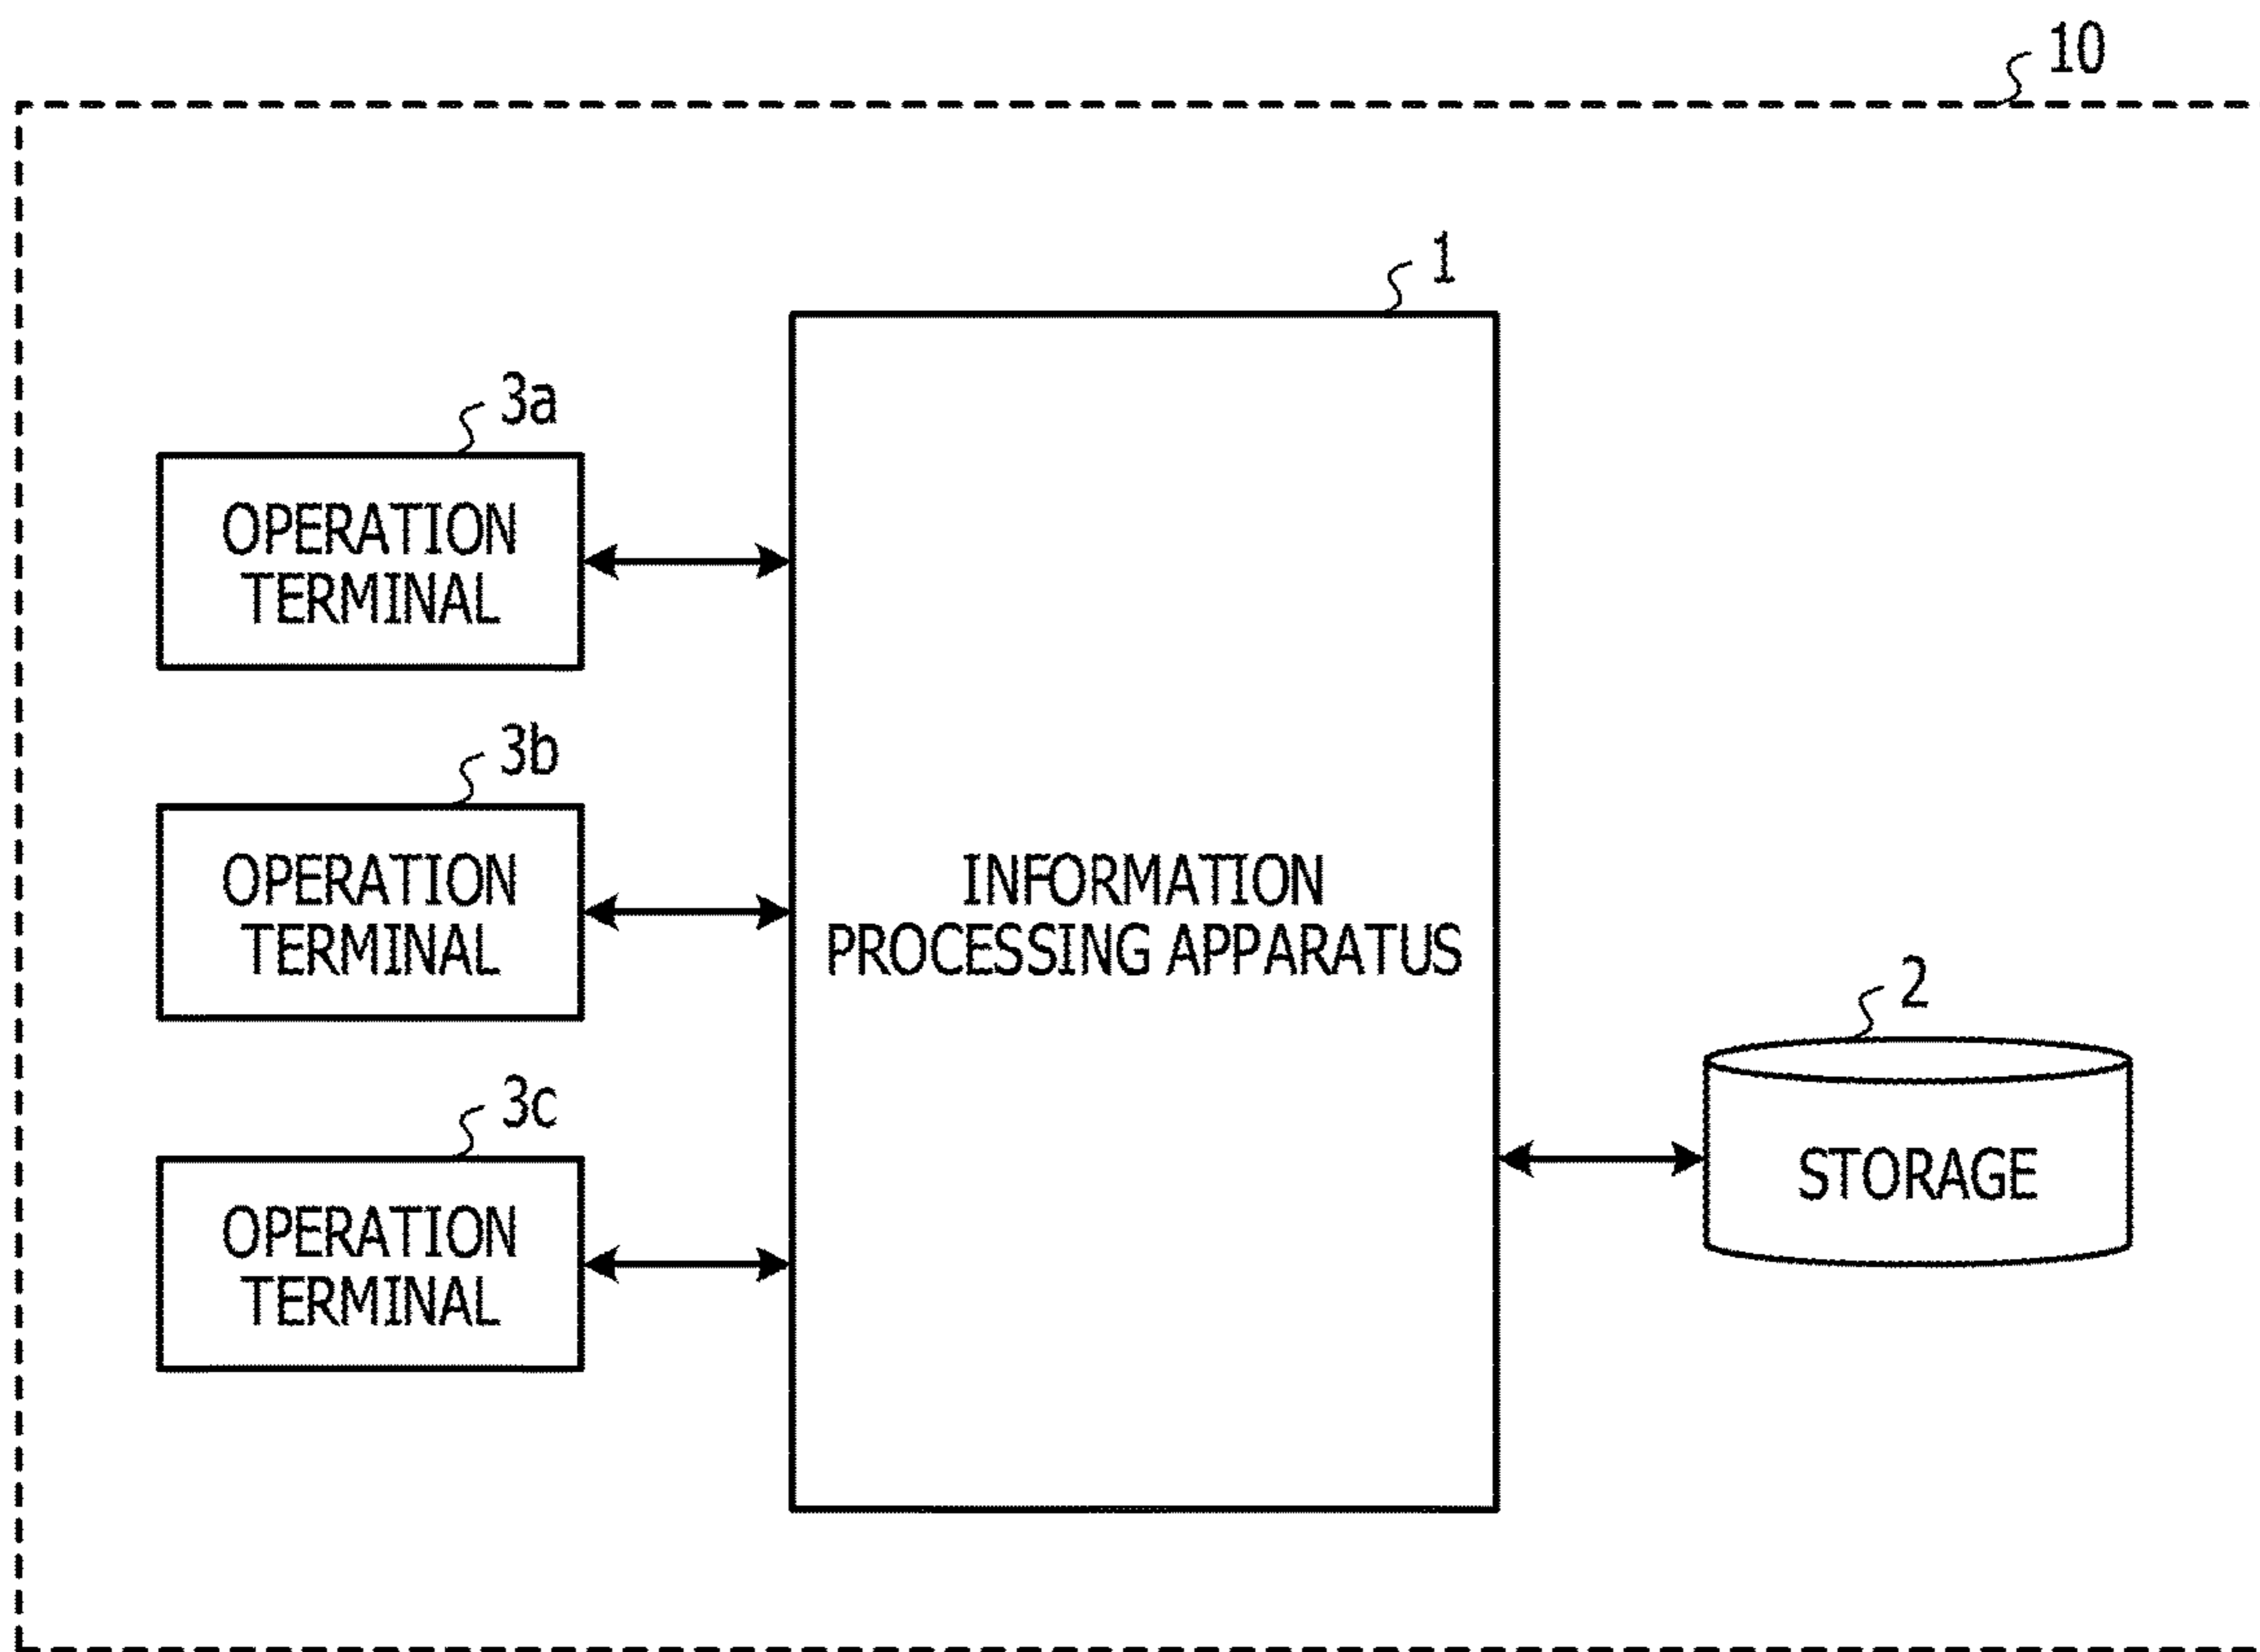 10
1
3a
OPERATION
TERMINAL
3b
OPERATION
TERMINAL
INFORMATION
PROCESSING APPARATUS
2
3c
STORAGE
OPERATION
TERMINAL